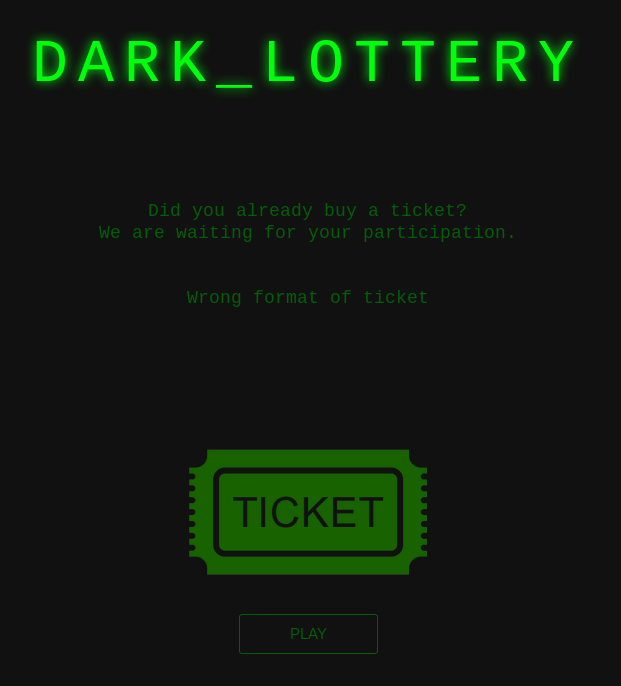 DARK_LOTTERY
Did you already buy a ticket?
We are waiting for your participation.
Wrong format of ticket
TICKET
PLAY